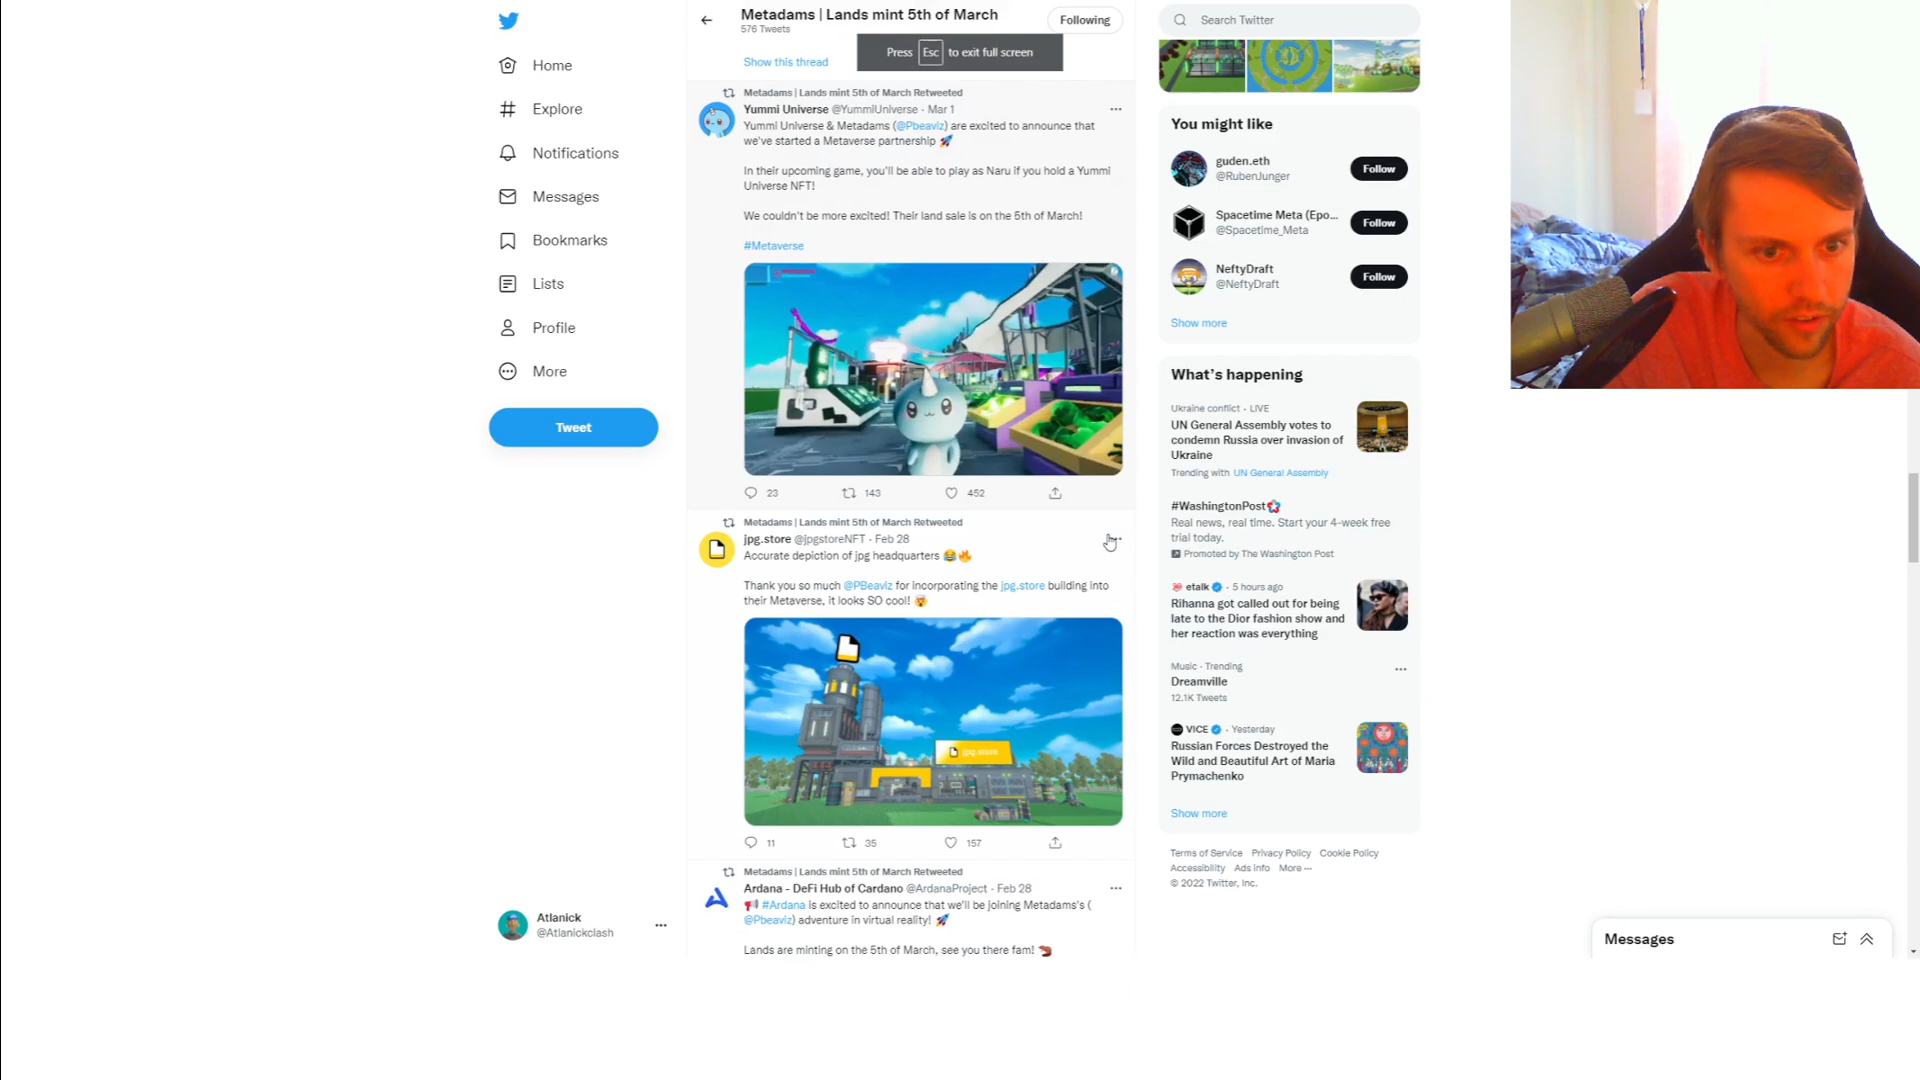 Home
Explore
Notifications
Messages
Bookmarks
Lists
Profile
More
Tweet
Atlanick
@Atlanickclash
Metadams | Lands mint 5th of March
576 Tweets
Following
Press Esc to exit full screen
Show this thread
Metadams | Lands mint 5th of March Retweeted
Yummi Universe @YummiUniverse · Mar 1
Yummi Universe & Metadams (@Pbeaviz) are excited to announce that
we've started a Metaverse partnership
In their upcoming game, you'll be able to play as Naru if you hold a Yummi
Universe NFT!
We couldn't be more excited! Their land sale is on the 5th of March!
#Metaverse
23 143 452
Metadams | Lands mint 5th of March Retweeted
jpg.store @jpgstoreNFT · Feb 28
Accurate depiction of jpg headquarters 😂🔥
Thank you so much @PBeaviz for incorporating the jpg.store building into
their Metaverse, it looks SO cool! 🤯
jpg.store
11 35 157
Metadams | Lands mint 5th of March Retweeted
Ardana - DeFi Hub of Cardano @ArdanaProject · Feb 28
#Ardana is excited to announce that we'll be joining Metadams's (
@Pbeaviz) adventure in virtual reality! 🚀
Lands are minting on the 5th of March, see you there fam! 🦐
Search Twitter
You might like
guden.eth
@RubenJunger
Follow
Spacetime Meta (Epo...
@Spacetime_Meta
Follow
NeftyDraft
@NeftyDraft
Follow
Show more
What's happening
Ukraine conflict · LIVE
UN General Assembly votes to
condemn Russia over invasion of
Ukraine
Trending with UN General Assembly
#WashingtonPost
Real news, real time. Start your 4-week free
trial today.
Promoted by The Washington Post
etalk · 5 hours ago
Rihanna got called out for being
late to the Dior fashion show and
her reaction was everything
Music · Trending
Dreamville
12.1K Tweets
VICE · Yesterday
Russian Forces Destroyed the
Wild and Beautiful Art of Maria
Prymachenko
Show more
Terms of Service Privacy Policy Cookie Policy
Accessibility Ads info More ···
© 2022 Twitter, Inc.
Messages